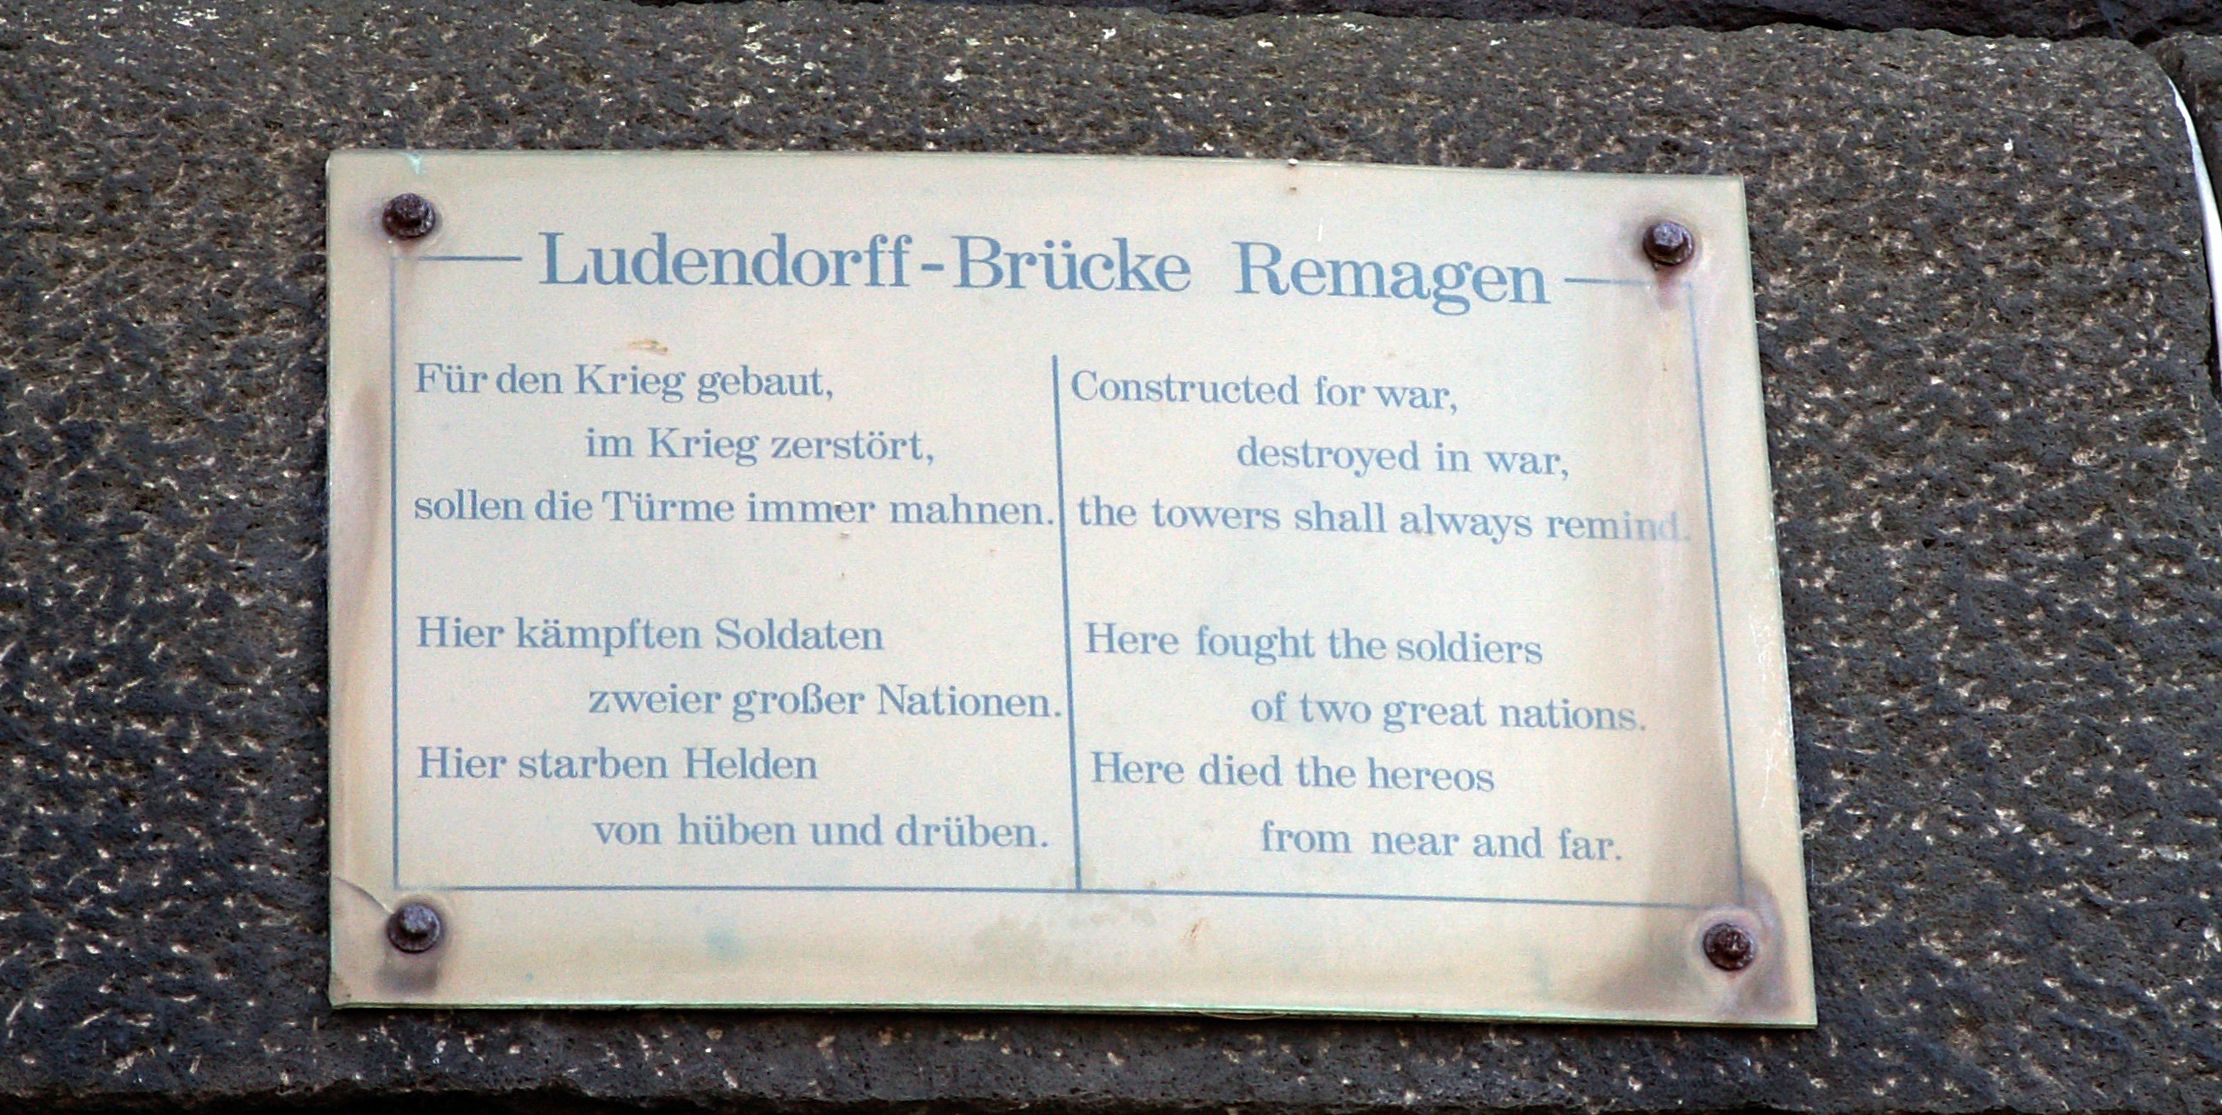 Ludendorff-Brücke Remagen
Für den Krieg gebaut,
im Krieg zerstört,
sollen die Türme immer mahnen.
Hier kämpften Soldaten
zweier großer Nationen.
Hier starben Helden
von hüben und drüben.
Constructed for war,
destroyed in war,
the towers shall always remind.
Here fought the soldiers
of two great nations.
Here died the hereos
from near and far.